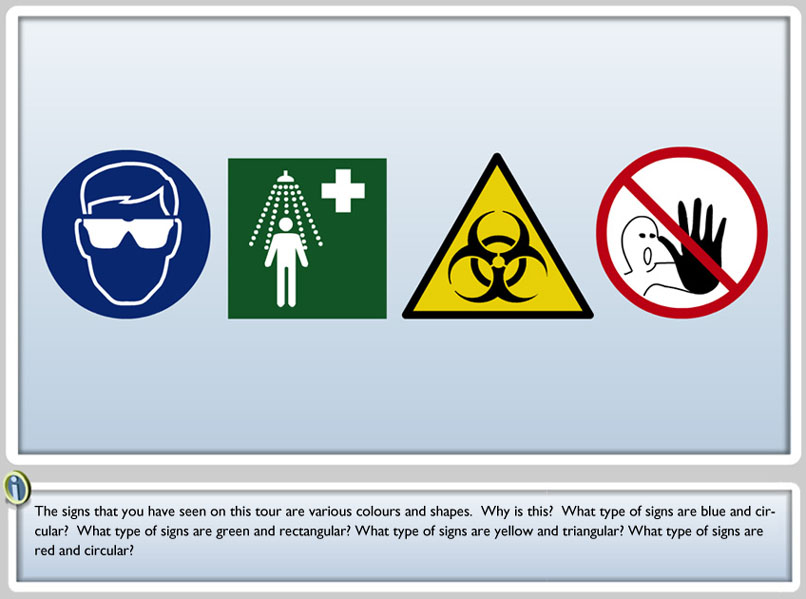 The signs that you have seen on this tour are various colours and shapes.  Why is this?  What type of signs are blue and cir-
cular?  What type of signs are green and rectangular? What type of signs are yellow and triangular? What type of signs are
red and circular?